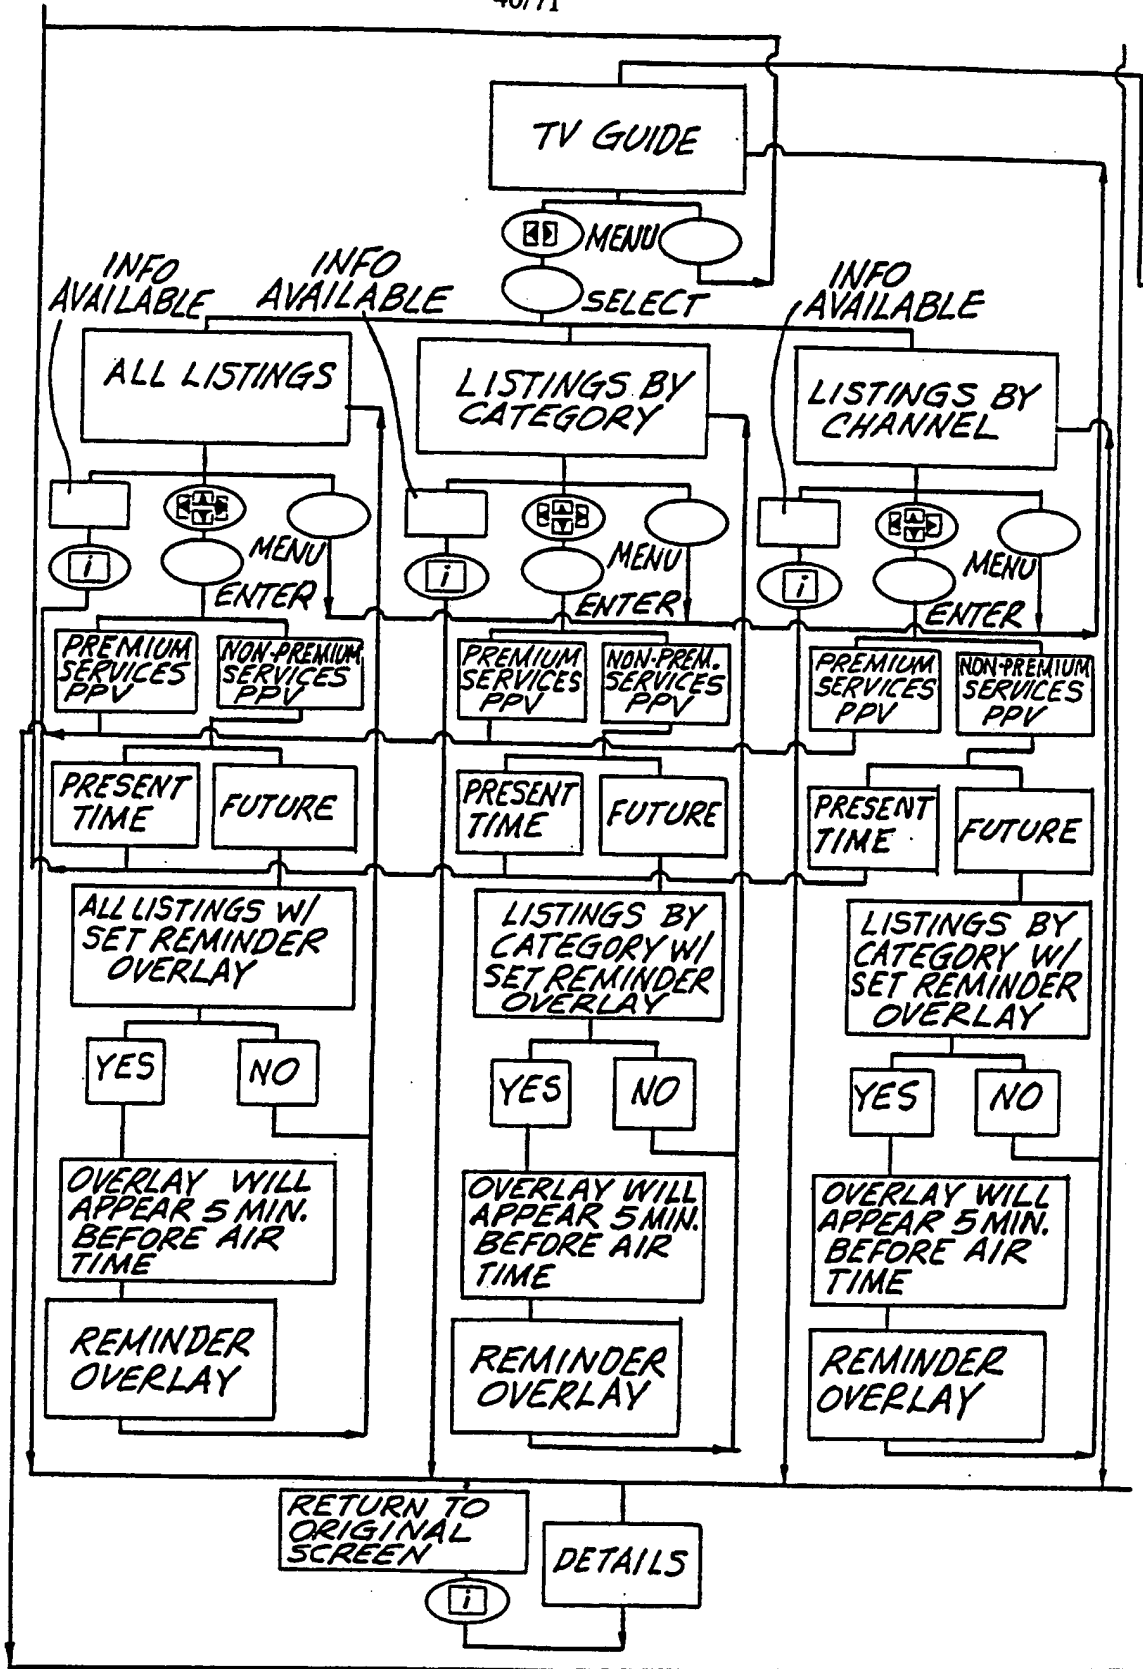 46/71
TV GUIDE
MENU
SELECT
INFO
AVAILABLE
INFO
AVAILABLE
INFO
AVAILABLE
ALL LISTINGS
LISTINGS BY
CATEGORY
LISTINGS BY
CHANNEL
i
MENU
ENTER
i
MENU
ENTER
i
MENU
ENTER
PREMIUM
SERVICES
PPV
NON-PREMIUM
SERVICES
PPV
PREMIUM
SERVICES
PPV
NON-PREM.
SERVICES
PPV
PREMIUM
SERVICES
PPV
NON-PREMIUM
SERVICES
PPV
PRESENT
TIME
FUTURE
PRESENT
TIME
FUTURE
PRESENT
TIME
FUTURE
ALL LISTINGS W/
SET REMINDER
OVERLAY
LISTINGS BY
CATEGORY W/
SET REMINDER
OVERLAY
LISTINGS BY
CATEGORY W/
SET REMINDER
OVERLAY
YES
NO
YES
NO
YES
NO
OVERLAY WILL
APPEAR 5 MIN.
BEFORE AIR
TIME
OVERLAY WILL
APPEAR 5 MIN.
BEFORE AIR
TIME
OVERLAY WILL
APPEAR 5 MIN.
BEFORE AIR
TIME
REMINDER
OVERLAY
REMINDER
OVERLAY
REMINDER
OVERLAY
RETURN TO
ORIGINAL
SCREEN
DETAILS
i